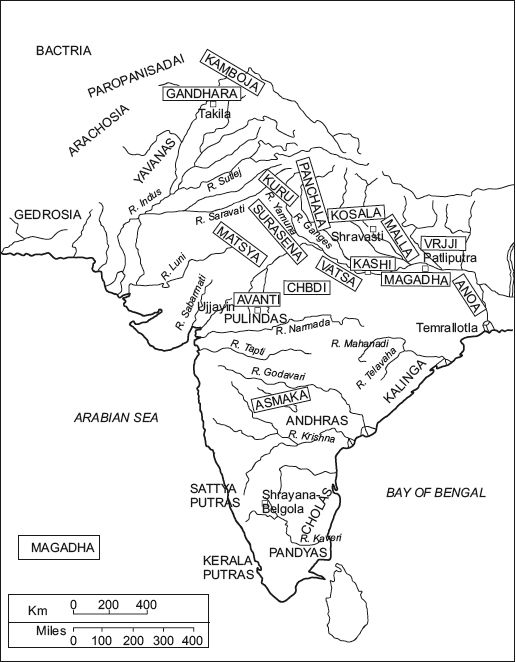 BACTRIA
PAROPANISADAI
KAMBOJA
GANDHARA
Takila
ARACHOSIA
YAVANAS
R. Indus
R. Sutlej
KURU
PANCHALA
R. Saravati
R. Yamuna
R. Ganges
KOSALA
Shravasti
MALLA
VRJJI
Patliputra
GEDROSIA
SURASENA
MATSYA
R. Luni
VATSA
KASHI
MAGADHA
ANOA
CHBDI
R. Sabarmati
Ujjayin
AVANTI
PULINDAS
Temrallotla
R. Narmada
R. Mahanadi
R. Tapti
R. Telavaha
R. Godavari
KALINGA
ASMAKA
ARABIAN SEA
ANDHRAS
R. Krishna
SATTYA
PUTRAS
Shrayana-
Belgola
CHOLAS
BAY OF BENGAL
R. Kaveri
PANDYAS
KERALA
PUTRAS
MAGADHA
Km 0 200 400
Miles 0 100 200 300 400